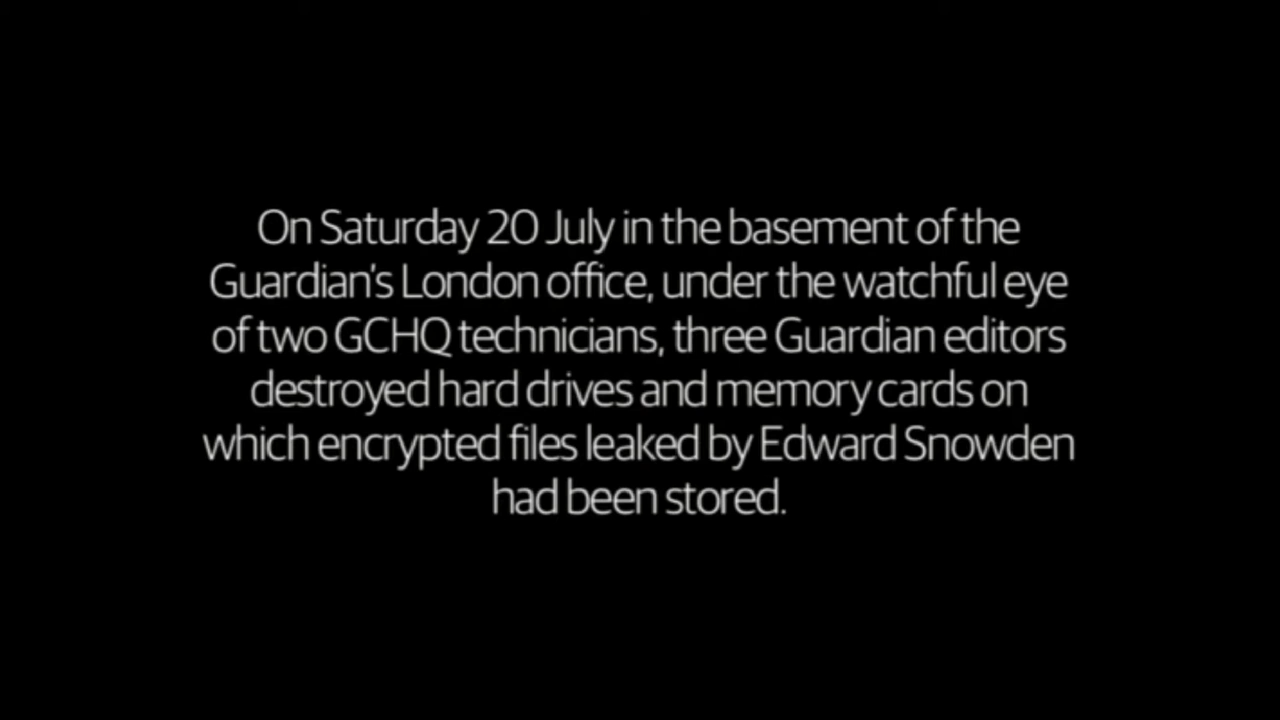 On Saturday 20 July in the basement of the
Guardian's London office, under the watchful eye
of two GCHQ technicians, three Guardian editors
destroyed hard drives and memory cards on
which encrypted files leaked by Edward Snowden
had been stored.